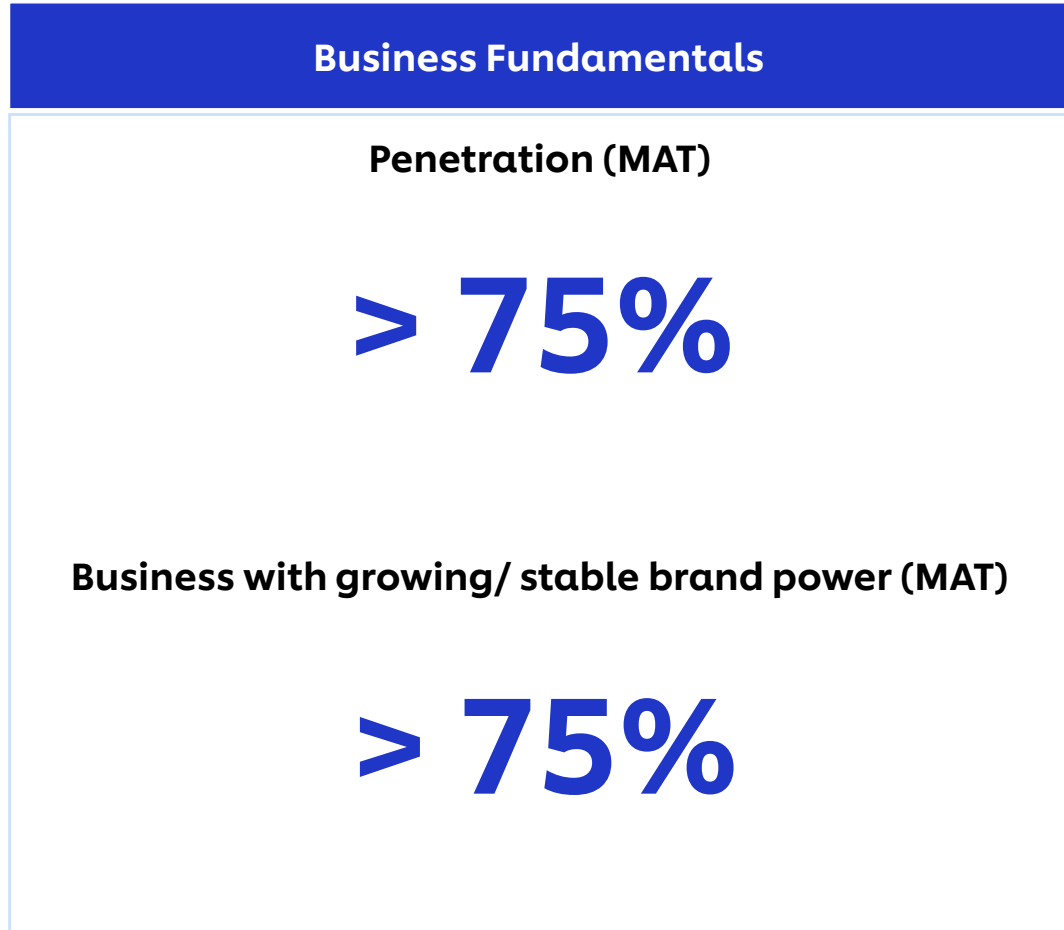 Business Fundamentals
Penetration (MAT)
> 75%
Business with growing/ stable brand power (MAT)
> 75%